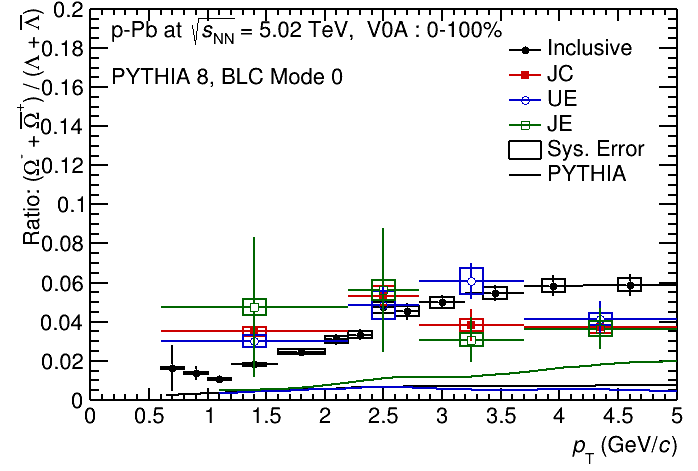 p-Pb at √s_NN = 5.02 TeV, V0A : 0-100%
PYTHIA 8, BLC Mode 0
Inclusive
JC
UE
JE
Sys. Error
PYTHIA
Ratio: (Ω⁻ + Ω̅⁺) / (Λ + Λ̅)
0.2
0.18
0.16
0.14
0.12
0.1
0.08
0.06
0.04
0.02
0
0 0.5 1 1.5 2 2.5 3 3.5 4 4.5 5
p_T (GeV/c)